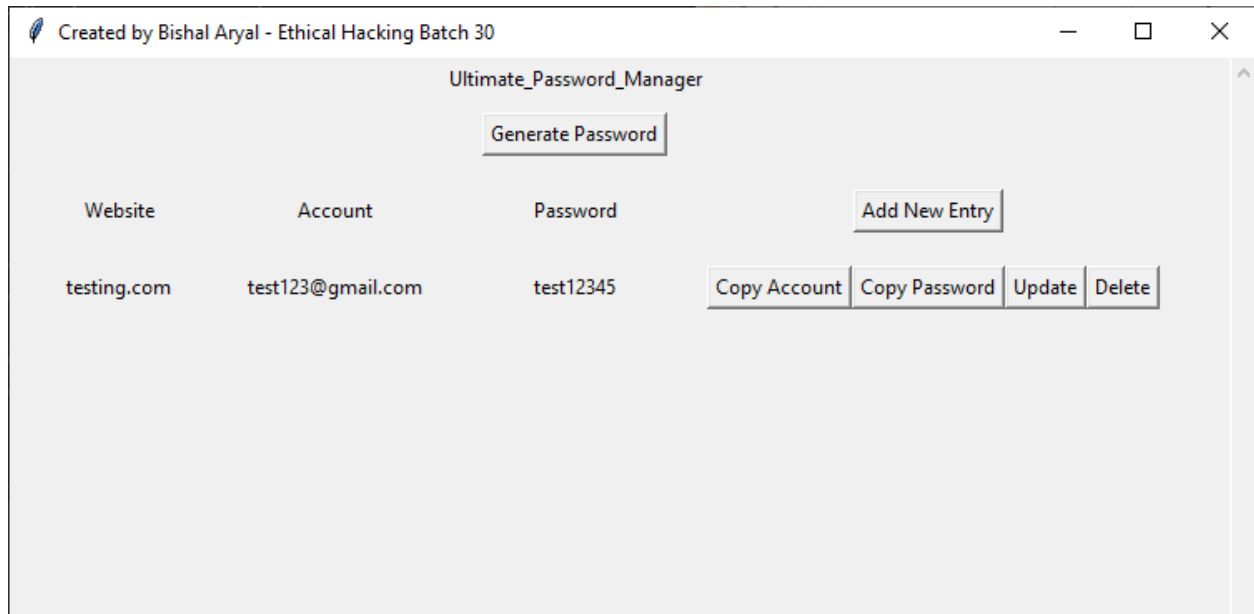 Created by Bishal Aryal - Ethical Hacking Batch 30
Ultimate_Password_Manager
Generate Password
Website Account Password Add New Entry
testing.com test123@gmail.com test12345 Copy Account Copy Password Update Delete